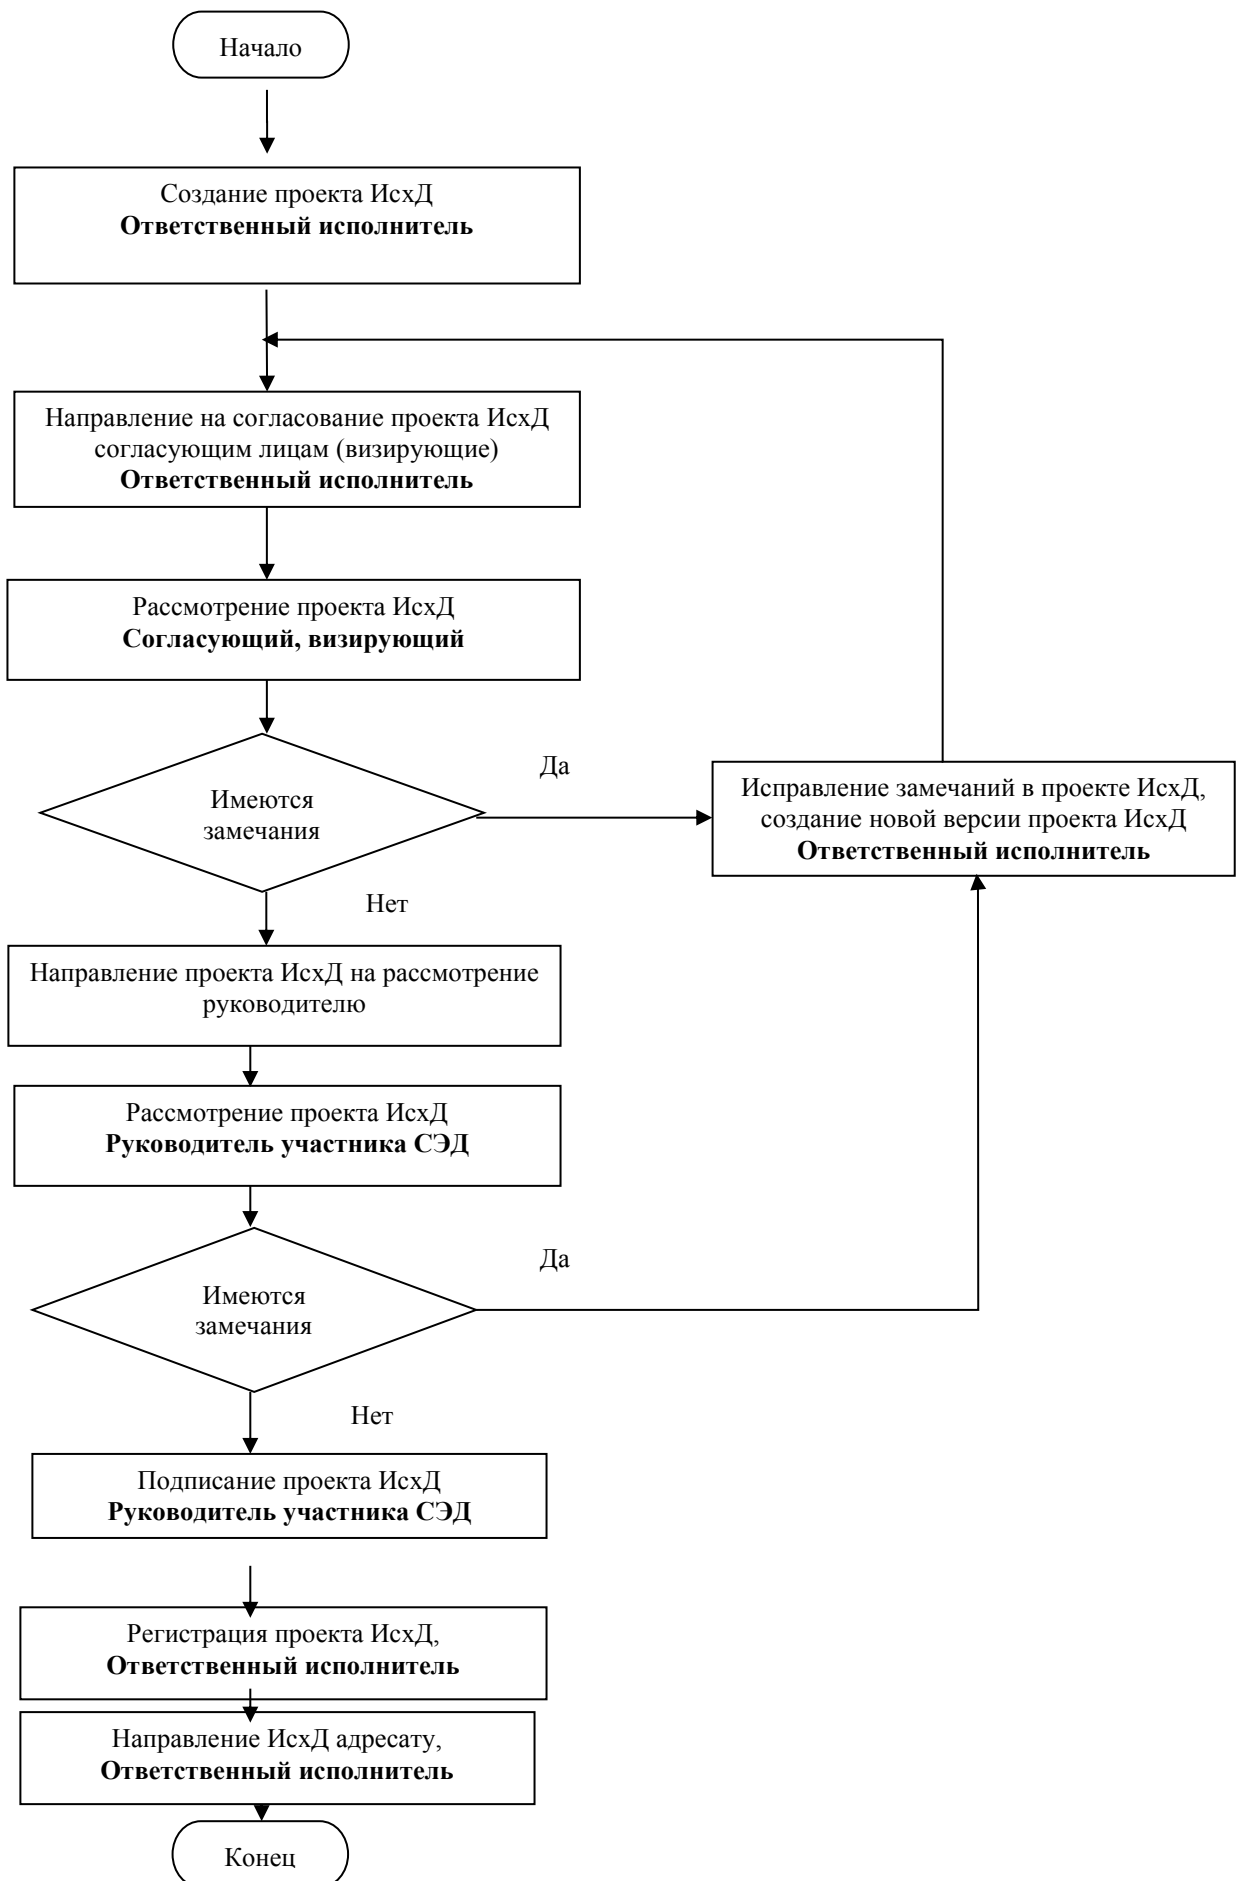 Начало
Создание проекта ИсхД
Ответственный исполнитель
Направление на согласование проекта ИсхД
согласующим лицам (визирующие)
Ответственный исполнитель
Рассмотрение проекта ИсхД
Согласующий, визирующий
Имеются
замечания
Да
Исправление замечаний в проекте ИсхД,
создание новой версии проекта ИсхД
Ответственный исполнитель
Нет
Направление проекта ИсхД на рассмотрение
руководителю
Рассмотрение проекта ИсхД
Руководитель участника СЭД
Имеются
замечания
Да
Нет
Подписание проекта ИсхД
Руководитель участника СЭД
Регистрация проекта ИсхД,
Ответственный исполнитель
Направление ИсхД адресату,
Ответственный исполнитель
Конец